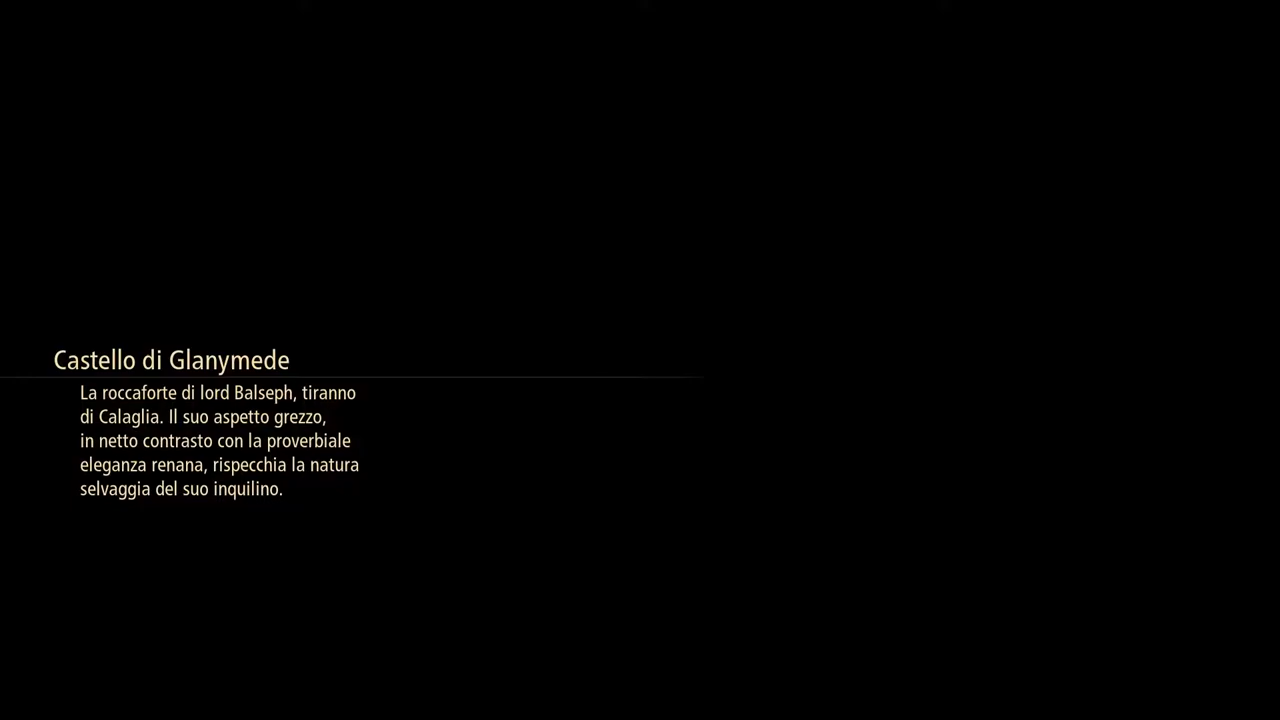 Castello di Glanymede
La roccaforte di lord Balseph, tiranno
di Calaglia. Il suo aspetto grezzo,
in netto contrasto con la proverbiale
eleganza renana, rispecchia la natura
selvaggia del suo inquilino.